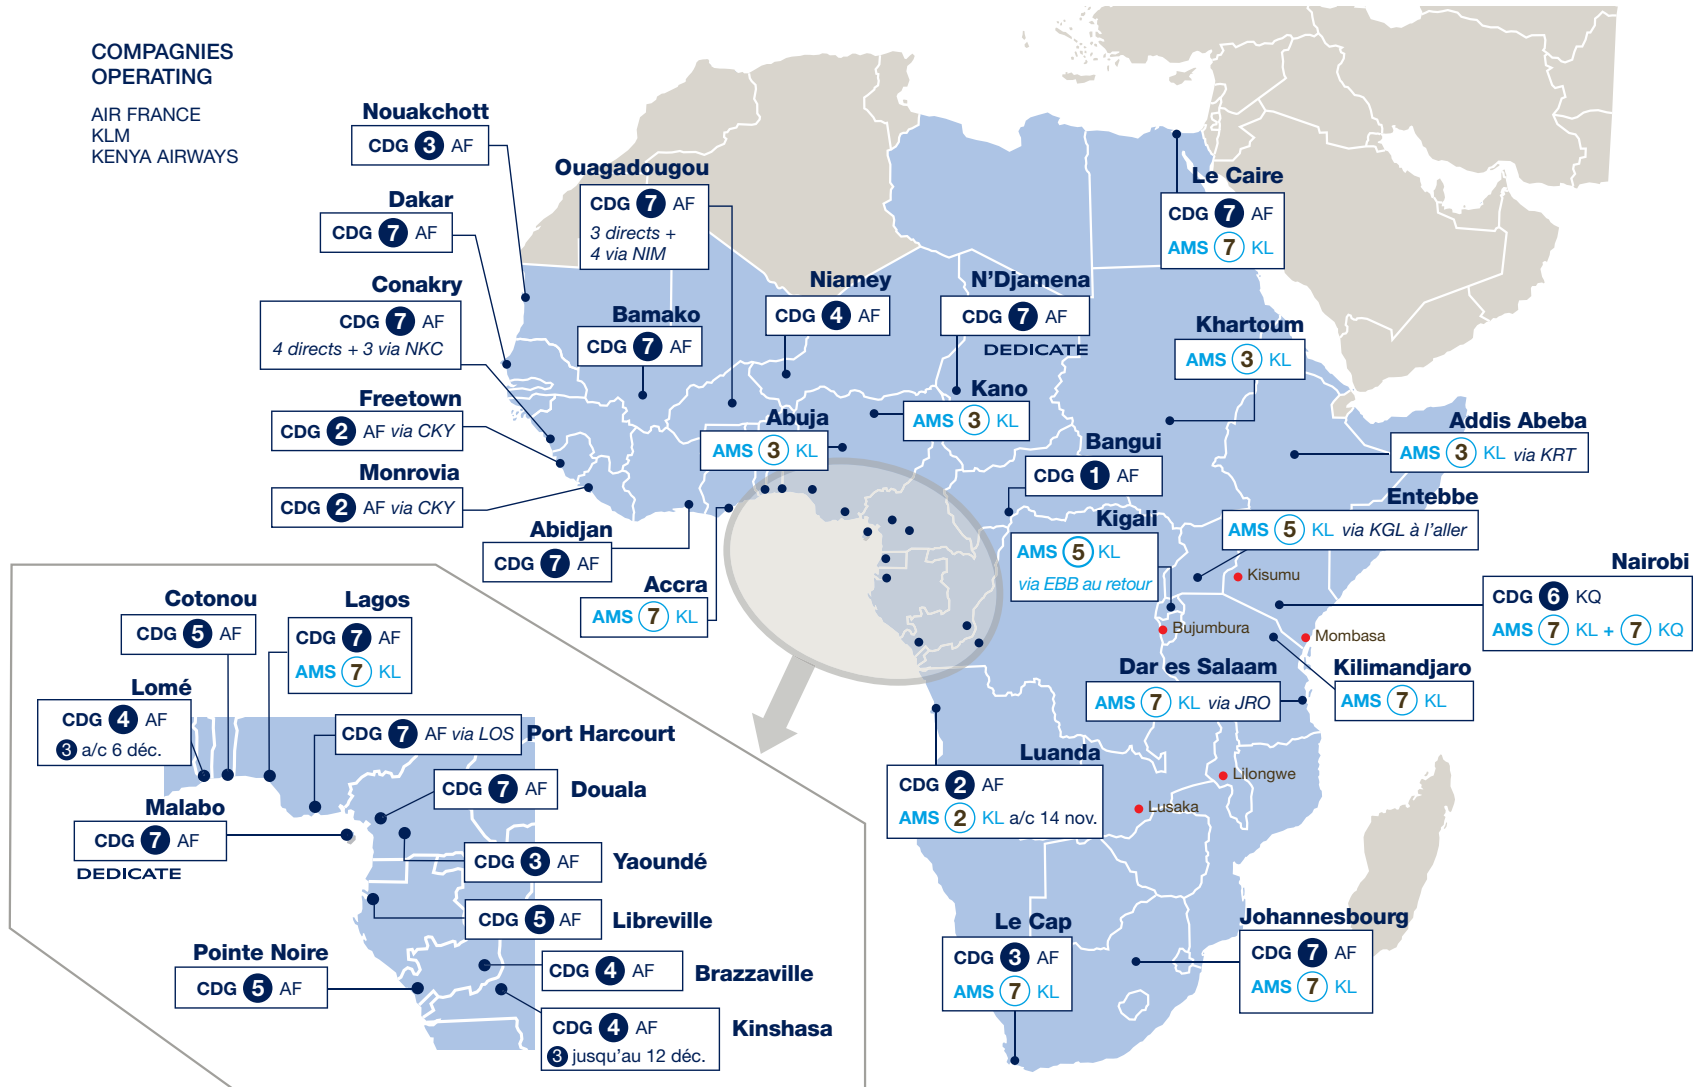 COMPAGNIES
OPERATING
AIR FRANCE
KLM
KENYA AIRWAYS
Nouakchott
CDG 3 AF
Dakar
CDG 7 AF
Conakry
CDG 7 AF
4 directs + 3 via NKC
Freetown
CDG 2 AF via CKY
Monrovia
CDG 2 AF via CKY
Ouagadougou
CDG 7 AF
3 directs +
4 via NIM
Bamako
CDG 7 AF
Niamey
CDG 4 AF
N'Djamena
CDG 7 AF
DEDICATE
Le Caire
CDG 7 AF
AMS 7 KL
Khartoum
AMS 3 KL
Kano
AMS 3 KL
Abuja
AMS 3 KL
Bangui
CDG 1 AF
Addis Abeba
AMS 3 KL via KRT
Entebbe
AMS 5 KL via KGL à l'aller
Kigali
AMS 5 KL
via EBB au retour
Abidjan
CDG 7 AF
Accra
AMS 7 KL
Kisumu
Nairobi
CDG 6 KQ
AMS 7 KL + 7 KQ
Bujumbura
Mombasa
Dar es Salaam
AMS 7 KL via JRO
Kilimandjaro
AMS 7 KL
Luanda
CDG 2 AF
AMS 2 KL a/c 14 nov.
Lilongwe
Lusaka
Le Cap
CDG 3 AF
AMS 7 KL
Johannesbourg
CDG 7 AF
AMS 7 KL
Cotonou
CDG 5 AF
Lagos
CDG 7 AF
AMS 7 KL
Lomé
CDG 4 AF
3 a/c 6 déc.
CDG 7 AF via LOS Port Harcourt
Malabo
CDG 7 AF
DEDICATE
CDG 7 AF Douala
CDG 3 AF Yaoundé
CDG 5 AF Libreville
Pointe Noire
CDG 5 AF
CDG 4 AF Brazzaville
CDG 4 AF Kinshasa
3 jusqu'au 12 déc.